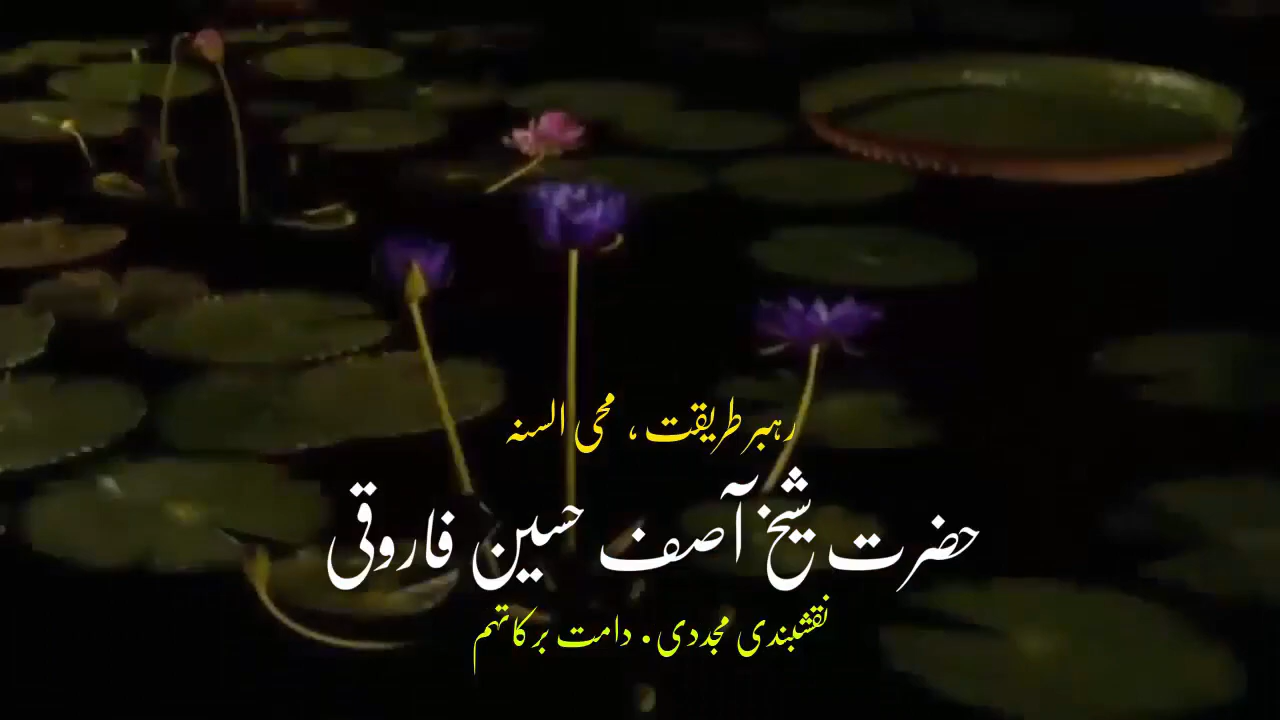 رہبر طریقت ، محی السنہ
حضرت شیخ آصف حسین فاروقی
نقشبندی مجددی . دامت برکاتہم